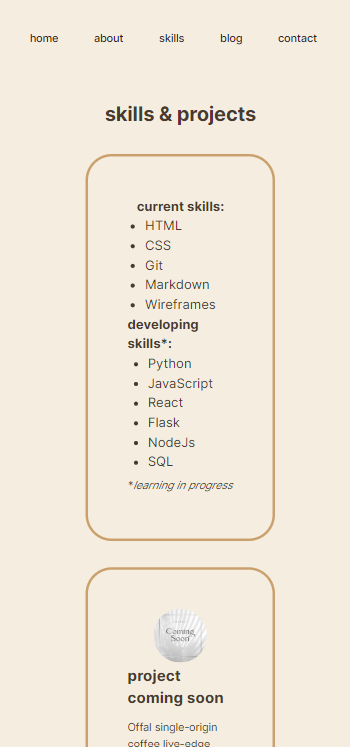 home about skills blog contact
skills & projects
current skills:
• HTML
• CSS
• Git
• Markdown
• Wireframes
developing
skills*:
• Python
• JavaScript
• React
• Flask
• NodeJs
• SQL
*learning in progress
Coming
Soon
project
coming soon
Offal single-origin
coffee live-edge